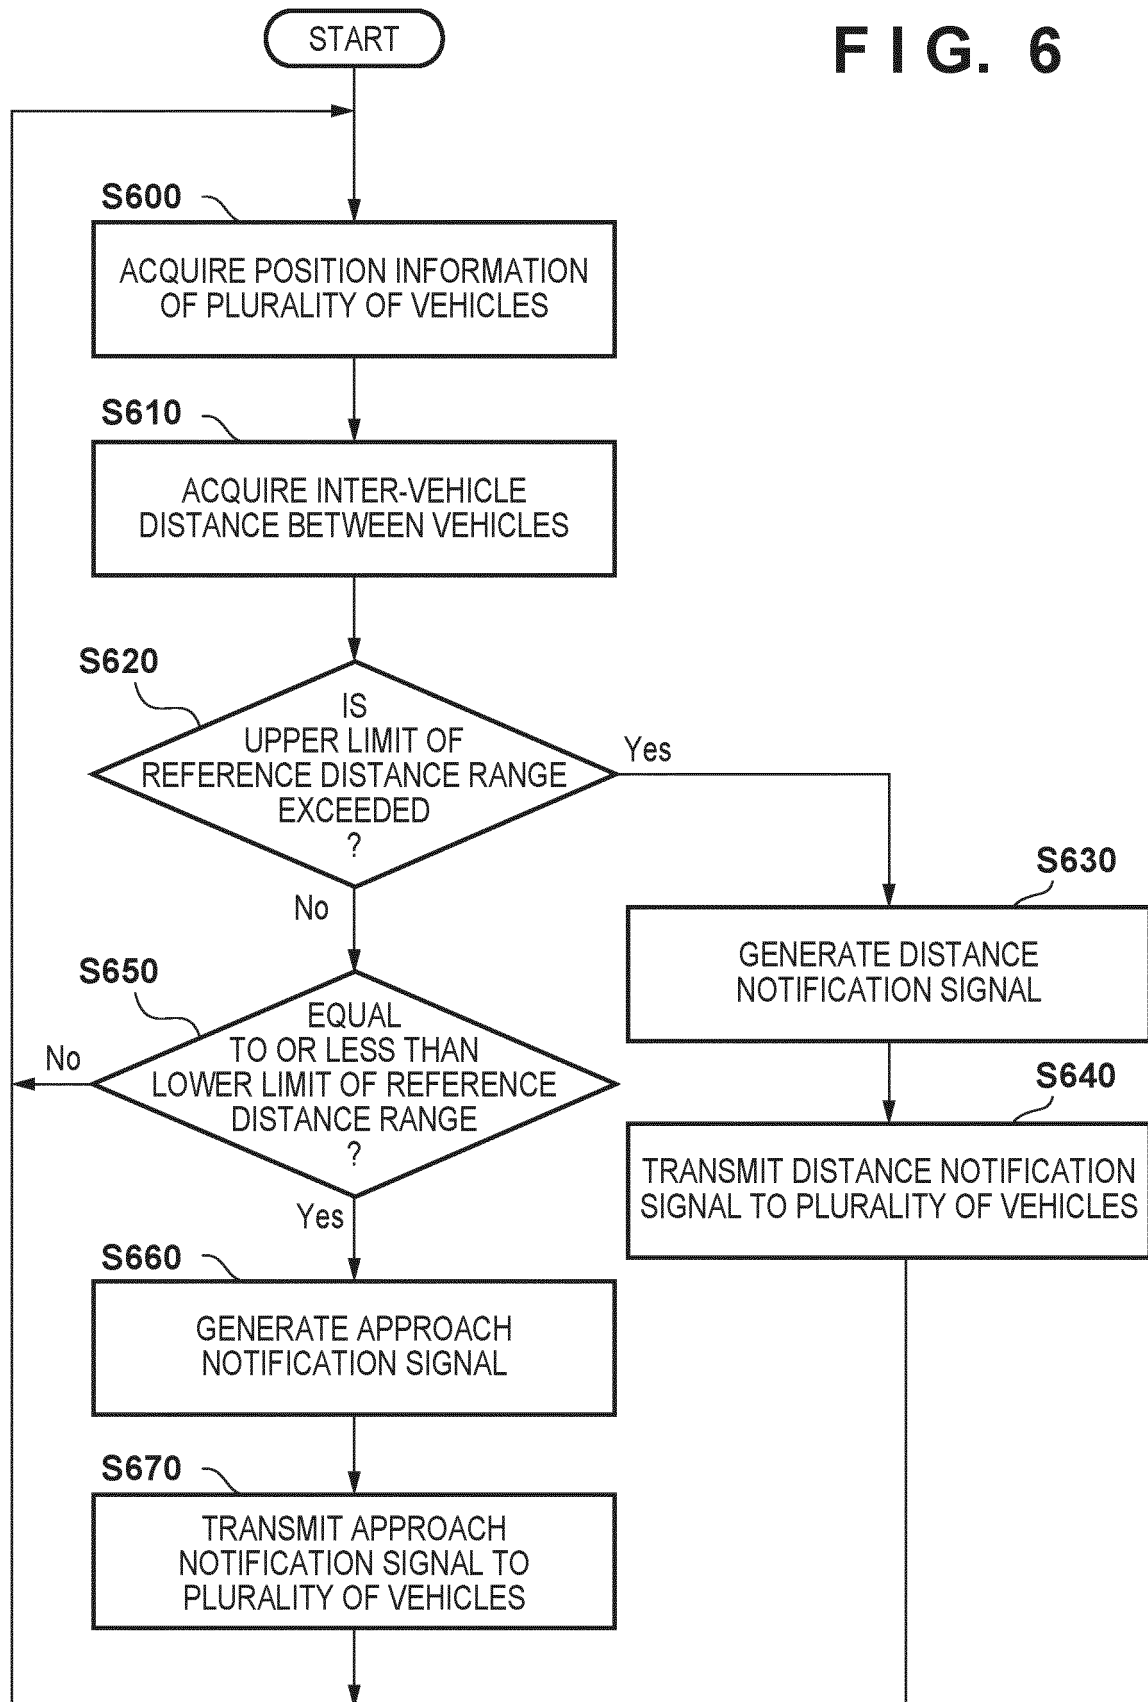 FIG. 6
START
S600
ACQUIRE POSITION INFORMATION
OF PLURALITY OF VEHICLES
S610
ACQUIRE INTER-VEHICLE
DISTANCE BETWEEN VEHICLES
S620
IS
UPPER LIMIT OF
REFERENCE DISTANCE RANGE
EXCEEDED
?
Yes
No
S630
GENERATE DISTANCE
NOTIFICATION SIGNAL
S640
TRANSMIT DISTANCE NOTIFICATION
SIGNAL TO PLURALITY OF VEHICLES
S650
EQUAL
TO OR LESS THAN
LOWER LIMIT OF REFERENCE
DISTANCE RANGE
?
No
Yes
S660
GENERATE APPROACH
NOTIFICATION SIGNAL
S670
TRANSMIT APPROACH
NOTIFICATION SIGNAL TO
PLURALITY OF VEHICLES